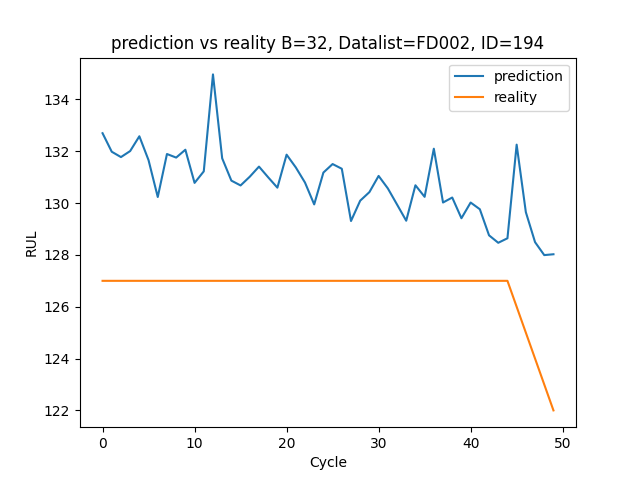 prediction vs reality B=32, Datalist=FD002, ID=194
prediction
reality
134
132
130
128
126
124
122
RUL
0 10 20 30 40 50
Cycle